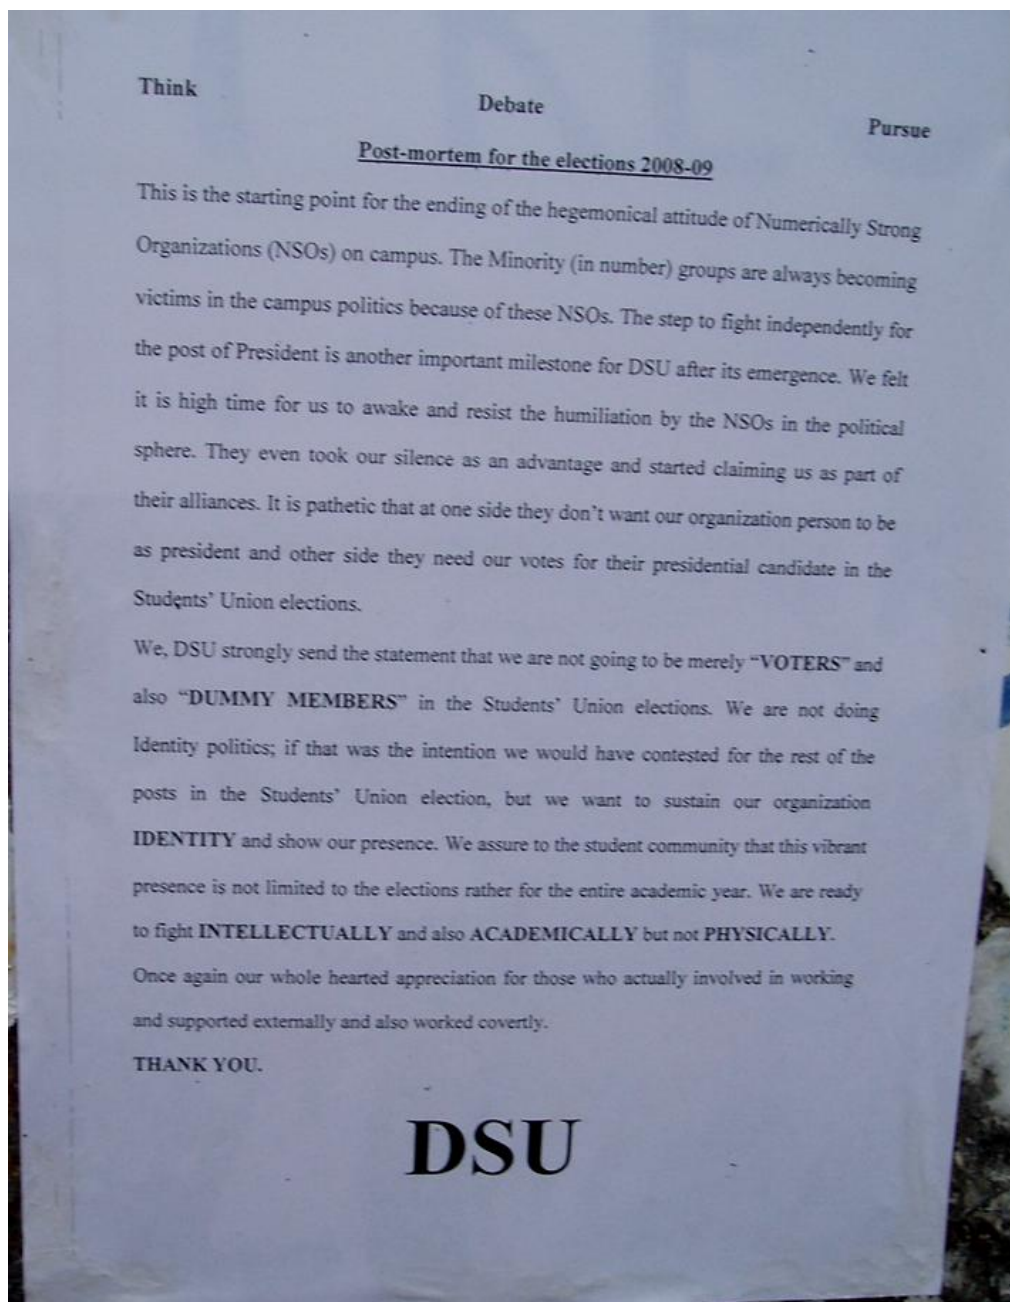 Think Debate Pursue
Post-mortem for the elections 2008-09
This is the starting point for the ending of the hegemonical attitude of Numerically Strong
Organizations (NSOs) on campus. The Minority (in number) groups are always becoming
victims in the campus politics because of these NSOs. The step to fight independently for
the post of President is another important milestone for DSU after its emergence. We felt
it is high time for us to awake and resist the humiliation by the NSOs in the political
sphere. They even took our silence as an advantage and started claiming us as part of
their alliances. It is pathetic that at one side they don't want our organization person to be
as president and other side they need our votes for their presidential candidate in the
Students' Union elections.
We, DSU strongly send the statement that we are not going to be merely “VOTERS” and
also “DUMMY MEMBERS” in the Students' Union elections. We are not doing
Identity politics; if that was the intention we would have contested for the rest of the
posts in the Students' Union election, but we want to sustain our organization
IDENTITY and show our presence. We assure to the student community that this vibrant
presence is not limited to the elections rather for the entire academic year. We are ready
to fight INTELLECTUALLY and also ACADEMICALLY but not PHYSICALLY.
Once again our whole hearted appreciation for those who actually involved in working
and supported externally and also worked covertly.
THANK YOU.
DSU